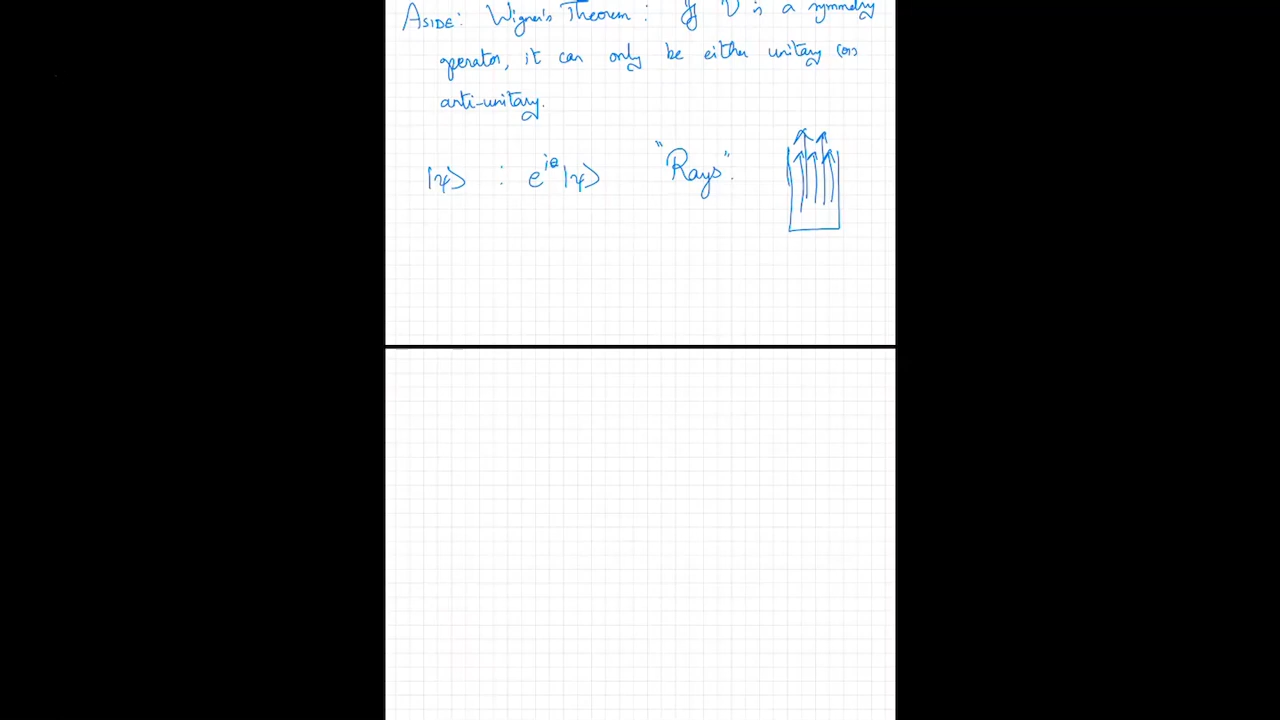 ASIDE: Wigner's Theorem: If U is a symmetry
operator, it can only be either unitary (or)
anti-unitary.
|ψ⟩ : e^{iθ}|ψ⟩ "Rays".